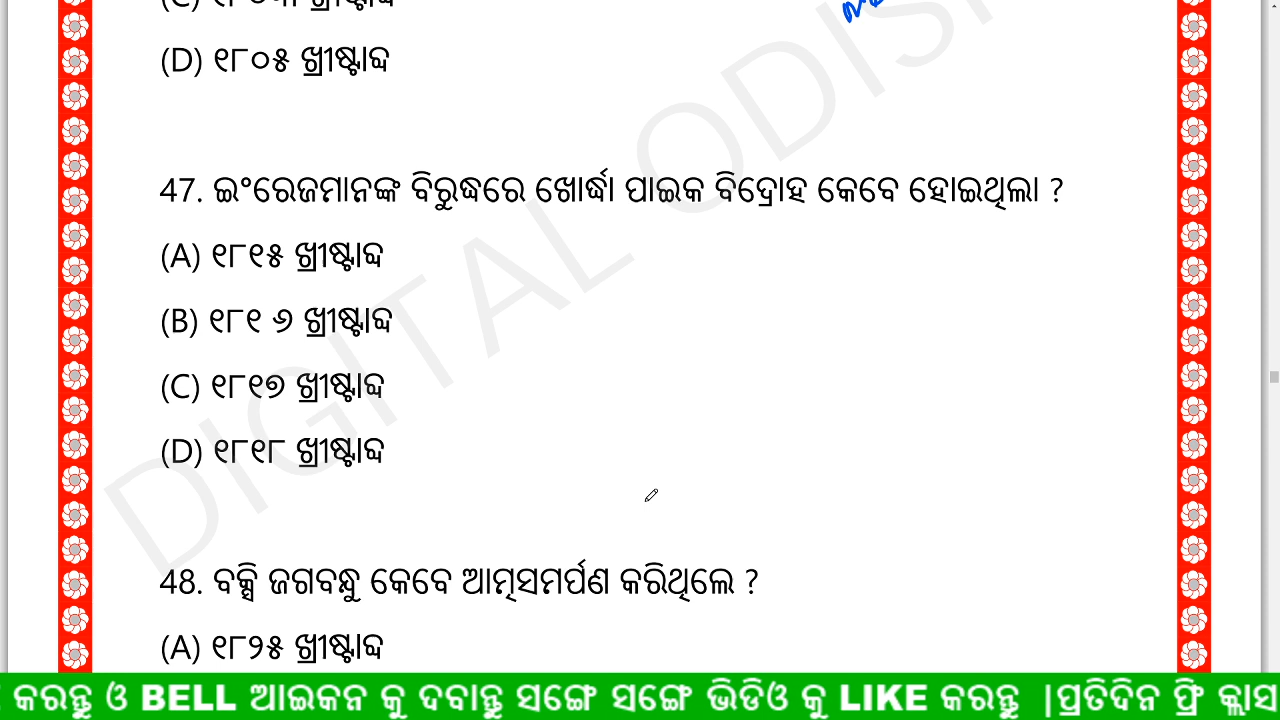 (D) ୧୮୦୫ ଖ୍ରୀଷ୍ଟାବ୍ଦ
47. ଇଂରେଜମାନଙ୍କ ବିରୁଦ୍ଧରେ ଖୋର୍ଦ୍ଧା ପାଇକ ବିଦ୍ରୋହ କେବେ ହୋଇଥିଲା ?
(A) ୧୮୧୫ ଖ୍ରୀଷ୍ଟାବ୍ଦ
(B) ୧୮୧ ୬ ଖ୍ରୀଷ୍ଟାବ୍ଦ
(C) ୧୮୧୭ ଖ୍ରୀଷ୍ଟାବ୍ଦ
(D) ୧୮୧୮ ଖ୍ରୀଷ୍ଟାବ୍ଦ
48. ବକ୍ସି ଜଗବନ୍ଧୁ କେବେ ଆତ୍ମସମର୍ପଣ କରିଥିଲେ ?
(A) ୧୮୨୫ ଖ୍ରୀଷ୍ଟାବ୍ଦ
DIGITAL ODIS
କରନ୍ତୁ ଓ BELL ଆଇକନ କୁ ଦବାନ୍ତୁ ସଙ୍ଗେ ସଙ୍ଗେ ଭିଡିଓ କୁ LIKE କରନ୍ତୁ |ପ୍ରତିଦିନ ଫ୍ରି କ୍ଲାସ